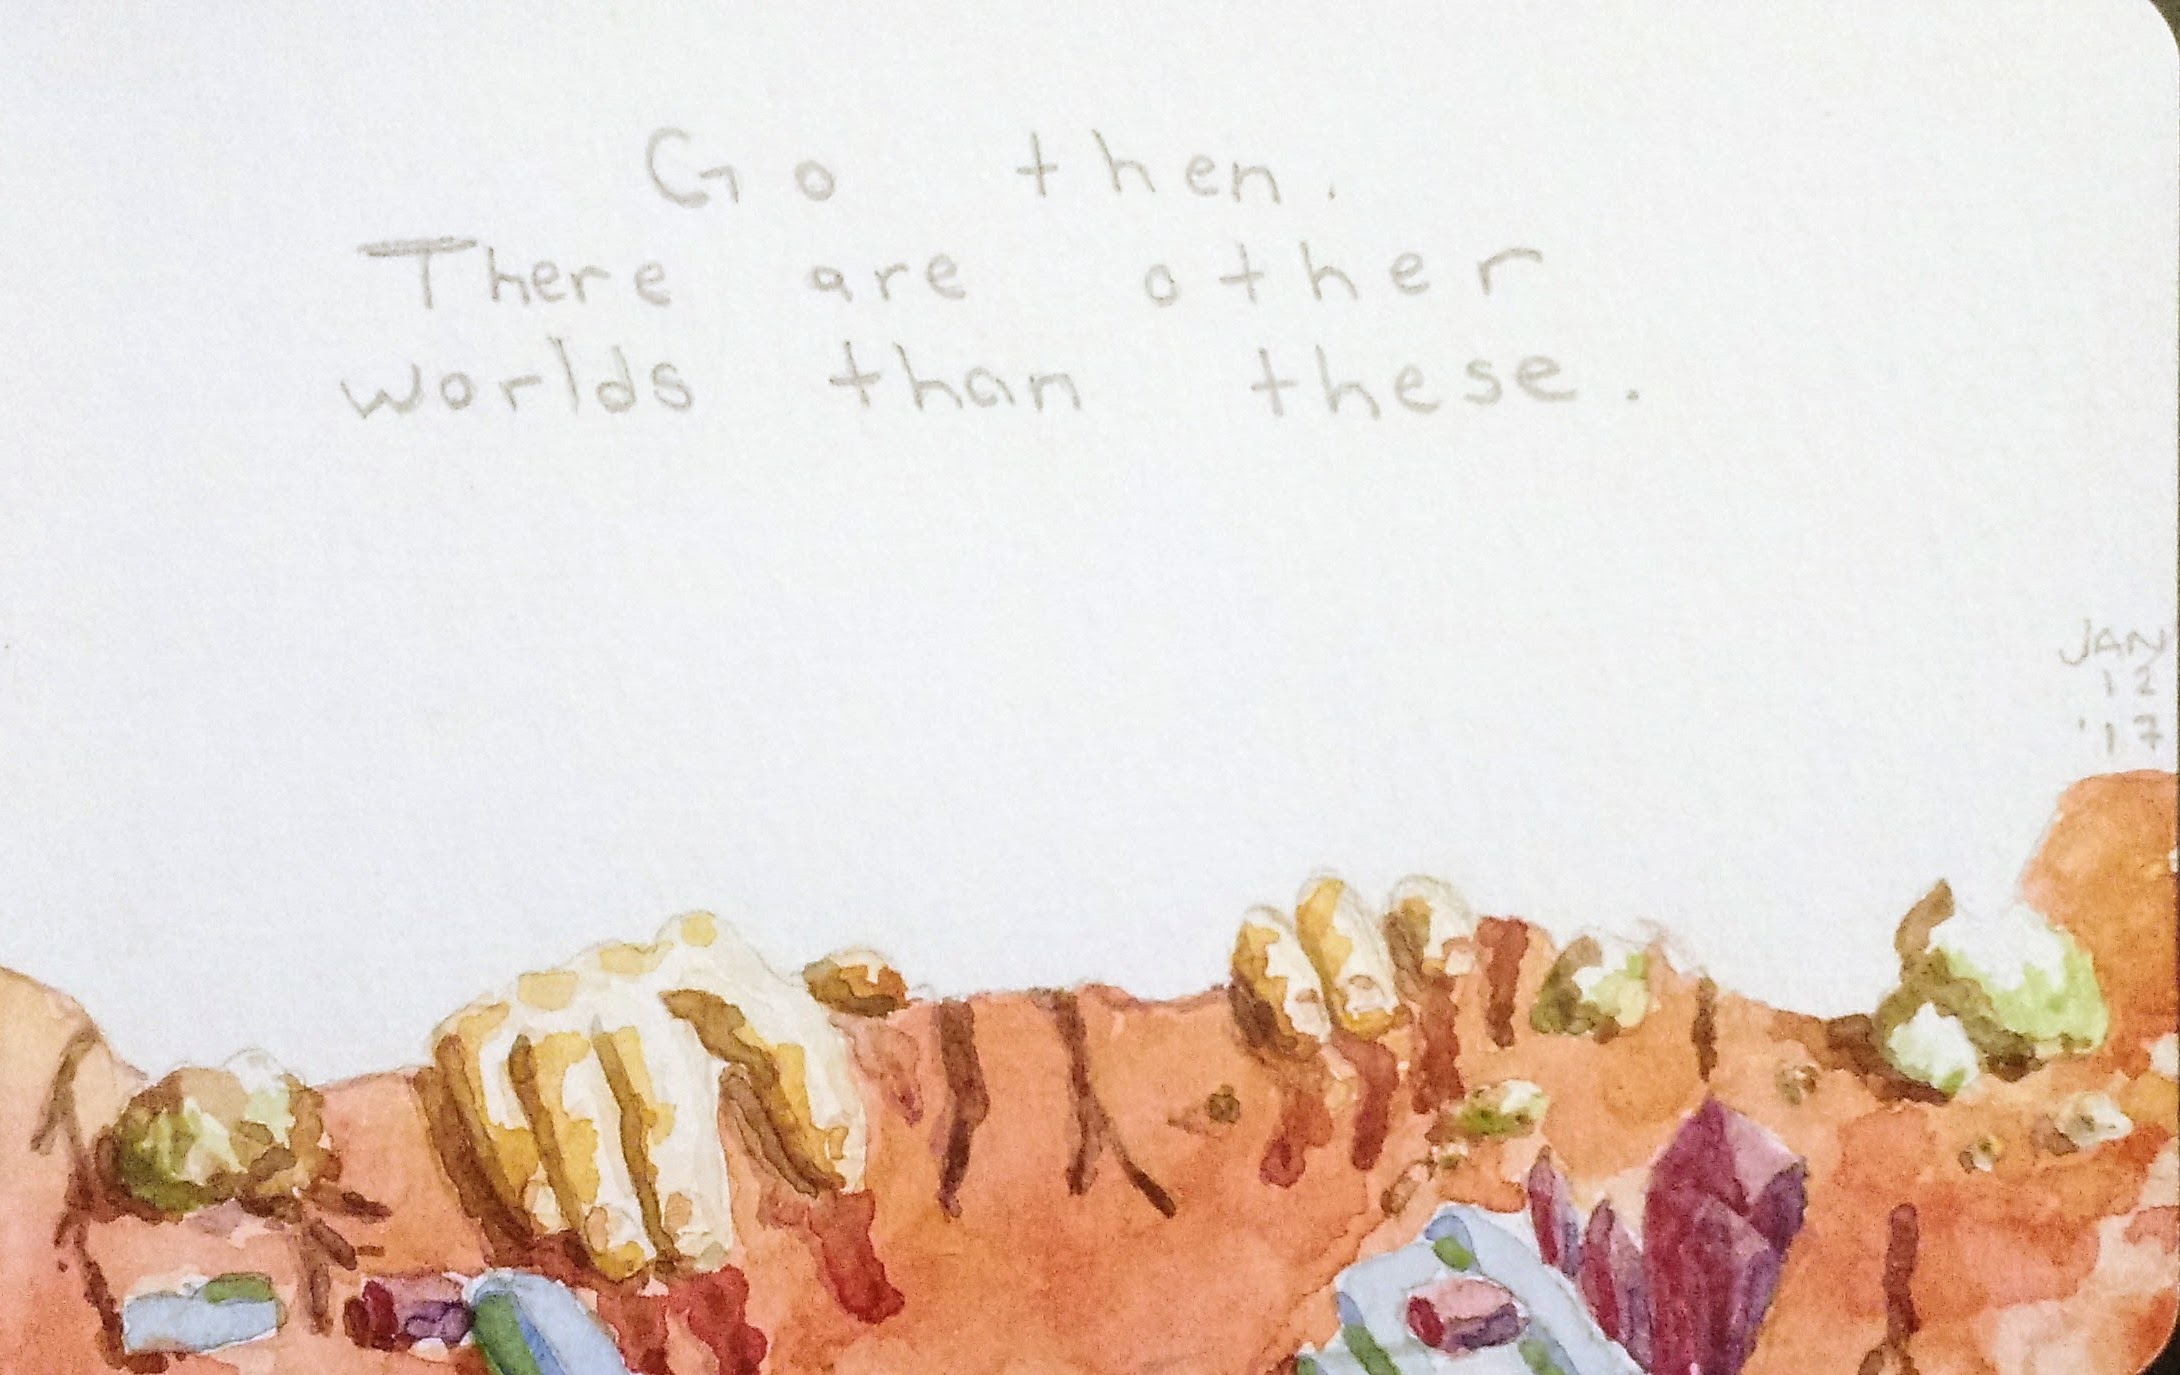 Go then.
There are other
worlds than these.
JAN
12
'17